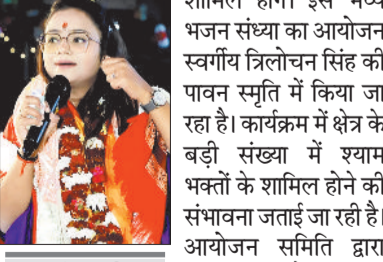 शामिल होंगे। इस भव्य
भजन संध्या का आयोजन
स्वर्गीय त्रिलोचन सिंह की
पावन स्मृति में किया जा
रहा है। कार्यक्रम में क्षेत्र के
बड़ी संख्या में श्याम
भक्तों के शामिल होने की
संभावना जताई जा रही है।
आयोजन समिति द्वारा